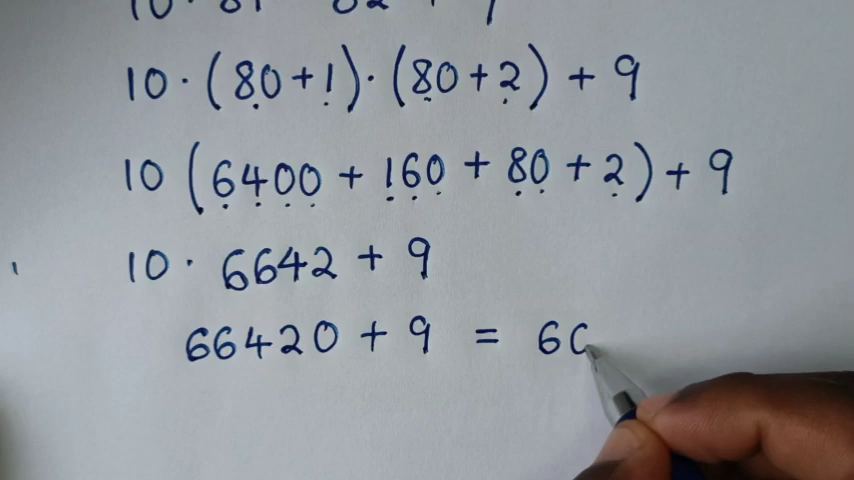 10 · (80+1) · (80+2) + 9
10 (6400 + 160 + 80 + 2) + 9
10 · 6642 + 9
66420 + 9 = 6